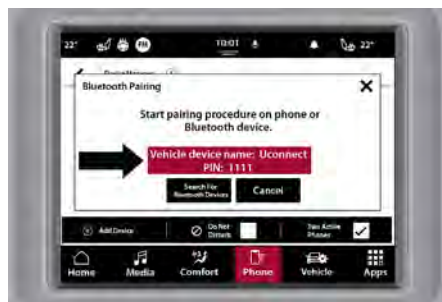 22° 10:01 22°
Device Manager
Bluetooth Pairing
Start pairing procedure on phone or
Bluetooth device.
Vehicle device name: Uconnect
PIN: 1111
Search For
Bluetooth Devices
Cancel
Add Device
Do Not
Disturb
Two Active
Phones
Home Media Comfort Phone Vehicle Apps